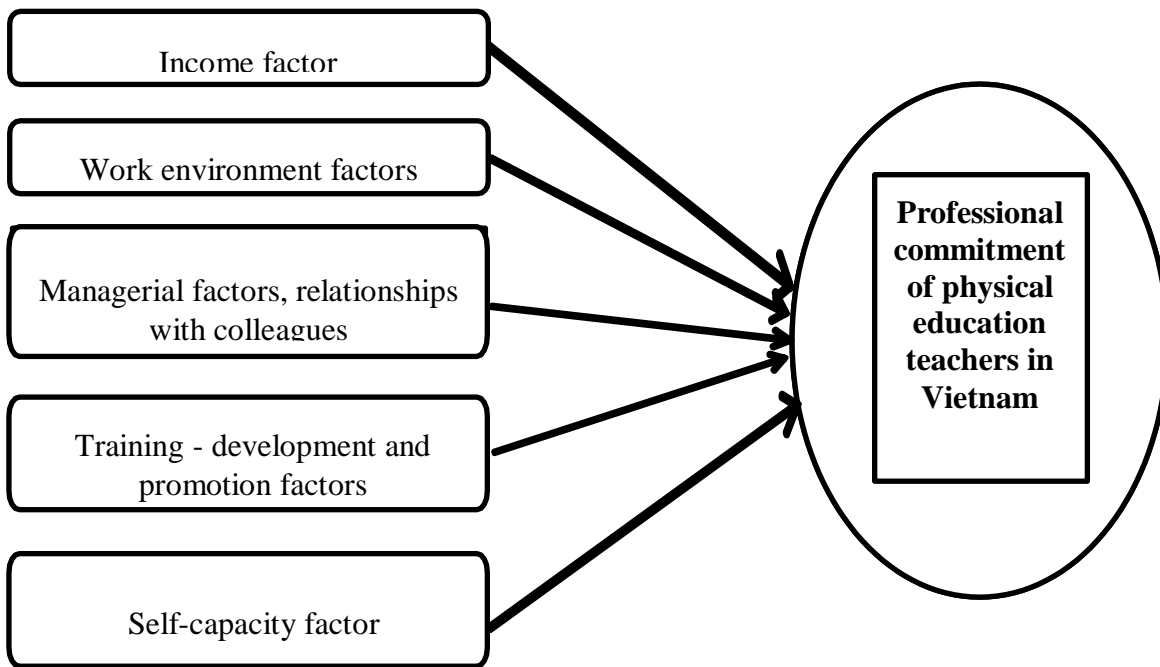 Income factor
Work environment factors
Managerial factors, relationships
with colleagues
Training - development and
promotion factors
Self-capacity factor
Professional
commitment
of physical
education
teachers in
Vietnam